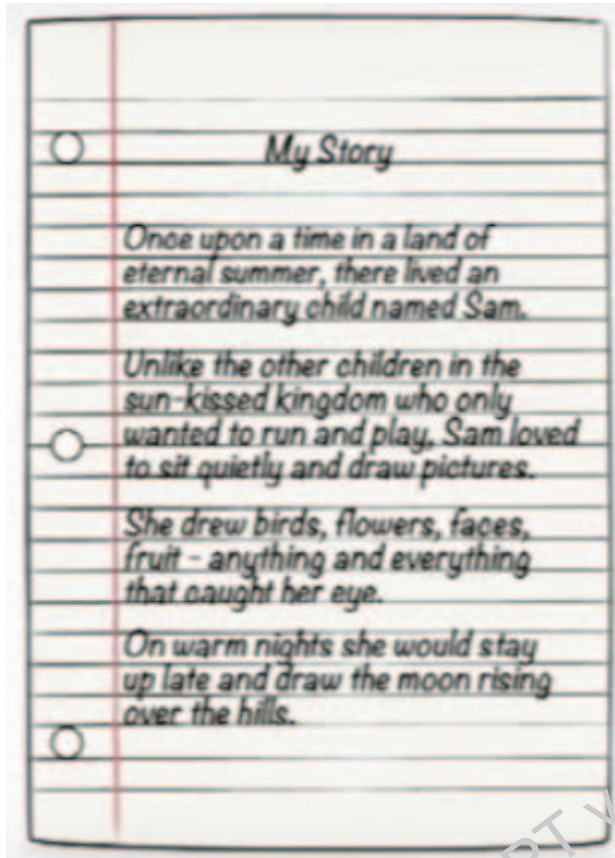 My Story
Once upon a time in a land of
eternal summer, there lived an
extraordinary child named Sam.
Unlike the other children in the
sun-kissed kingdom who only
wanted to run and play, Sam loved
to sit quietly and draw pictures.
She drew birds, flowers, faces,
fruit - anything and everything
that caught her eye.
On warm nights she would stay
up late and draw the moon rising
over the hills.